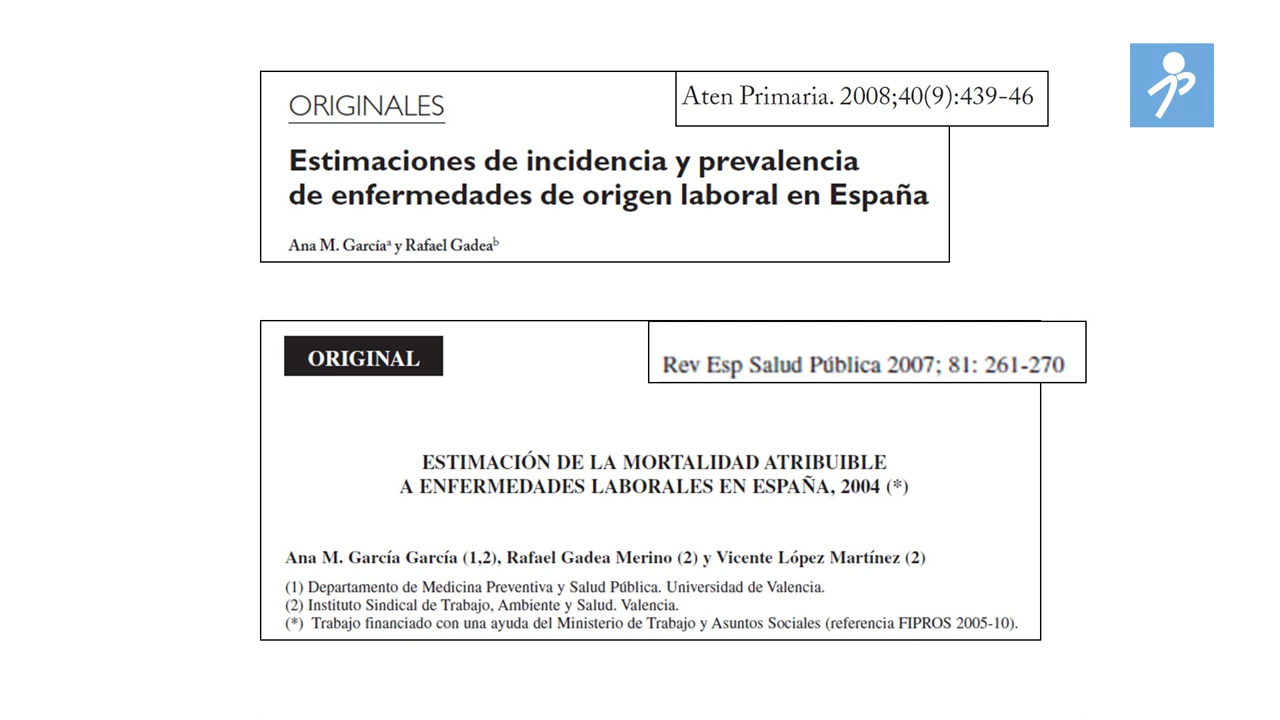 ORIGINALES
Aten Primaria. 2008;40(9):439-46
Estimaciones de incidencia y prevalencia
de enfermedades de origen laboral en España
Ana M. Garcíaª y Rafael Gadeaᵇ
ORIGINAL
Rev Esp Salud Pública 2007; 81: 261-270
ESTIMACIÓN DE LA MORTALIDAD ATRIBUIBLE
A ENFERMEDADES LABORALES EN ESPAÑA, 2004 (*)
Ana M. García García (1,2), Rafael Gadea Merino (2) y Vicente López Martínez (2)
(1) Departamento de Medicina Preventiva y Salud Pública. Universidad de Valencia.
(2) Instituto Sindical de Trabajo, Ambiente y Salud. Valencia.
(*) Trabajo financiado con una ayuda del Ministerio de Trabajo y Asuntos Sociales (referencia FIPROS 2005-10).